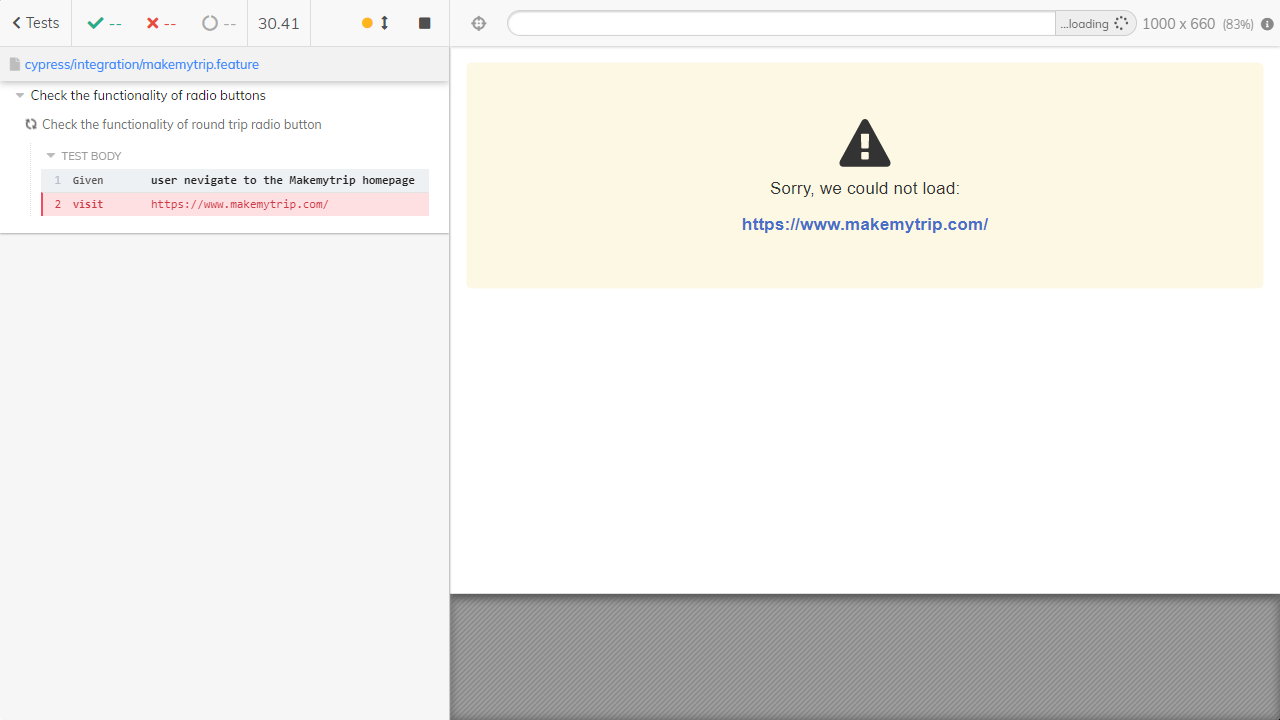 Tests -- -- -- 30.41
...loading 1000 x 660 (83%)
cypress/integration/makemytrip.feature
Check the functionality of radio buttons
Check the functionality of round trip radio button
TEST BODY
1 Given user nevigate to the Makemytrip homepage
2 visit https://www.makemytrip.com/
Sorry, we could not load:
https://www.makemytrip.com/